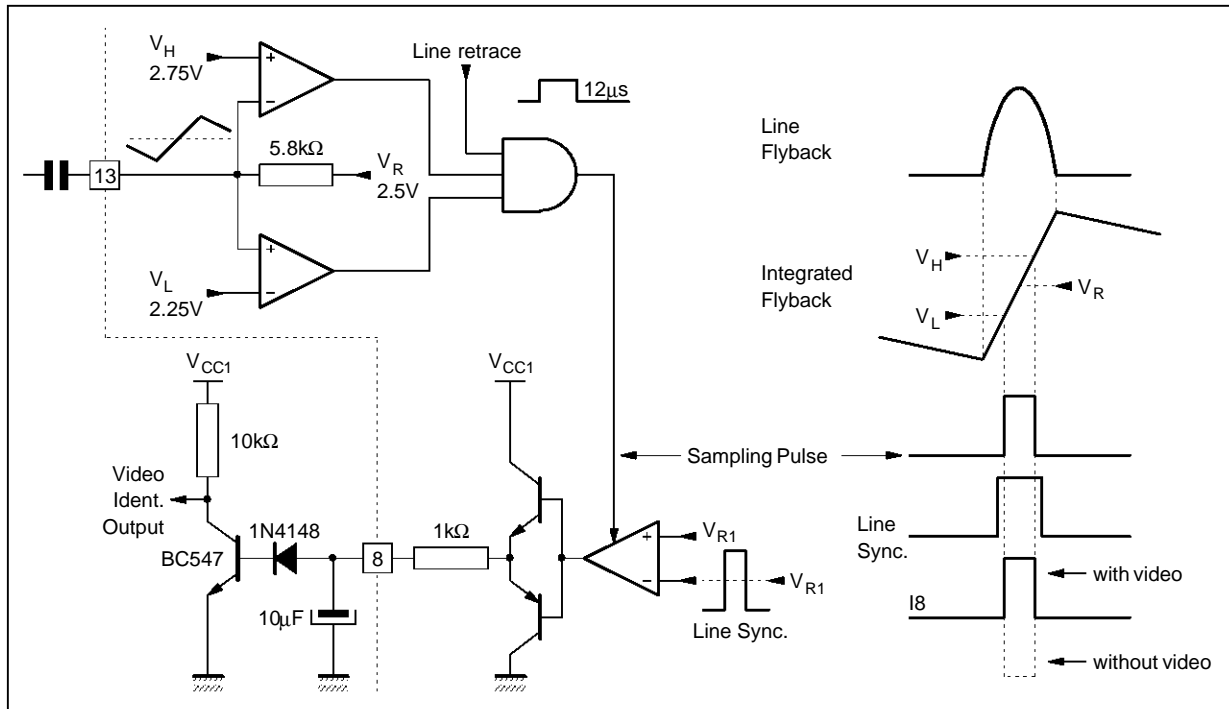 V_H
2.75V
Line retrace
12µs
5.8kΩ
V_R
2.5V
13
V_L
2.25V
+
−
+
−
Line
Flyback
Integrated
Flyback
V_H
V_R
V_L
V_CC1
10kΩ
Video
Ident.
Output
1N4148
BC547
10µF
8
1kΩ
V_CC1
Sampling Pulse
+
−
V_R1
V_R1
Line Sync.
Line
Sync.
with video
I8
without video